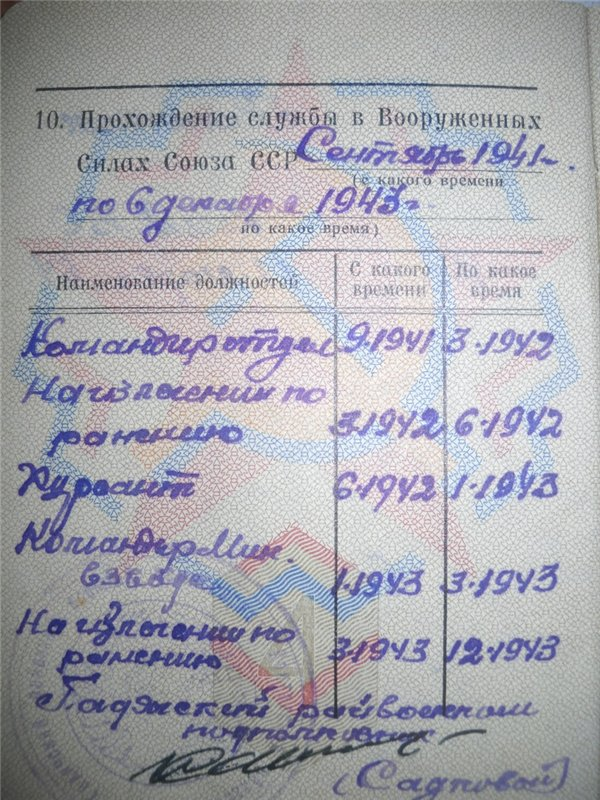 10. Прохождение службы в Вооруженных
Силах Союза ССР Сентябрь 1941 г.
(с какого времени
по 6 декабря 1943 г.
по какое время)
Наименование должностей С какого времени По какое время
Командир отдел 9.1941 3.1942
На излечении по
ранению 3.1942 6.1942
Курсант 6.1942 1.1943
Командир мин.
взвода 1.1943 3.1943
На излечении по
ранению 3.1943 12.1943
райвоенком
подполковник
(Садповой)